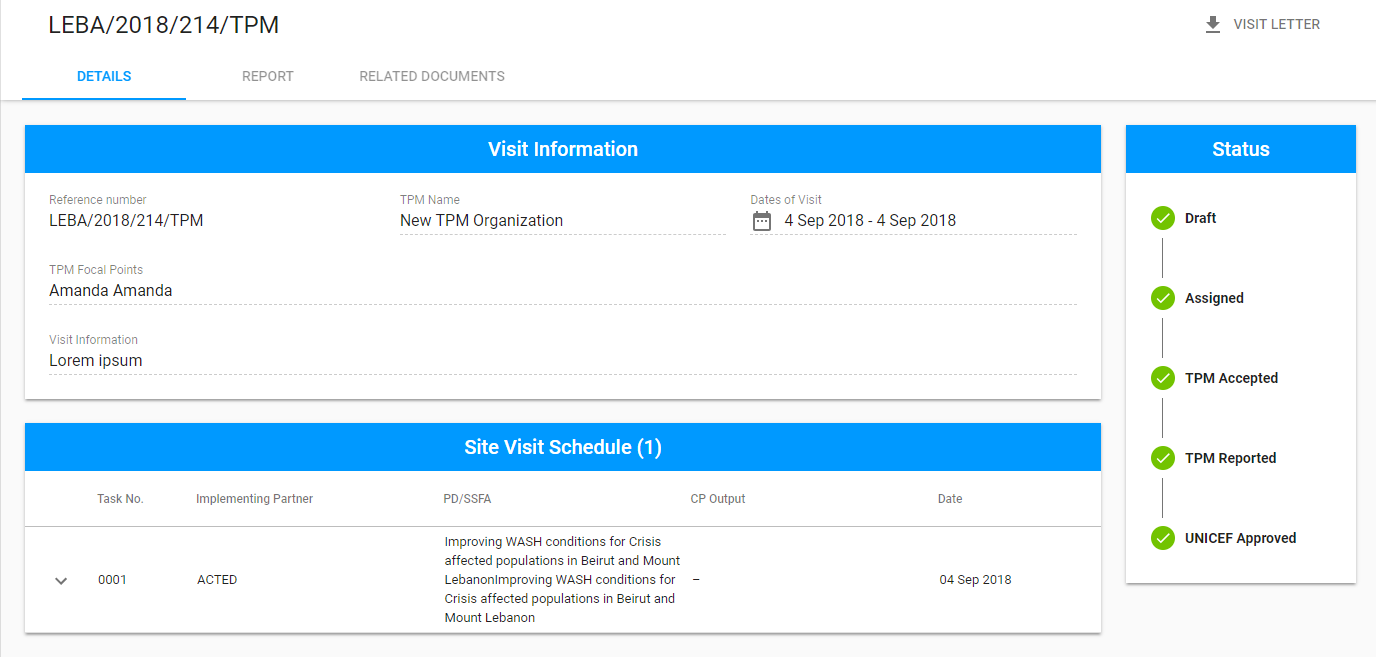 LEBA/2018/214/TPM
VISIT LETTER
DETAILS
REPORT
RELATED DOCUMENTS
Visit Information
Reference number
LEBA/2018/214/TPM
TPM Name
New TPM Organization
Dates of Visit
4 Sep 2018 - 4 Sep 2018
TPM Focal Points
Amanda Amanda
Visit Information
Lorem ipsum
Site Visit Schedule (1)
Task No.
Implementing Partner
PD/SSFA
CP Output
Date
0001
ACTED
Improving WASH conditions for Crisis
affected populations in Beirut and Mount
LebanonImproving WASH conditions for
Crisis affected populations in Beirut and
Mount Lebanon
–
04 Sep 2018
Status
Draft
Assigned
TPM Accepted
TPM Reported
UNICEF Approved